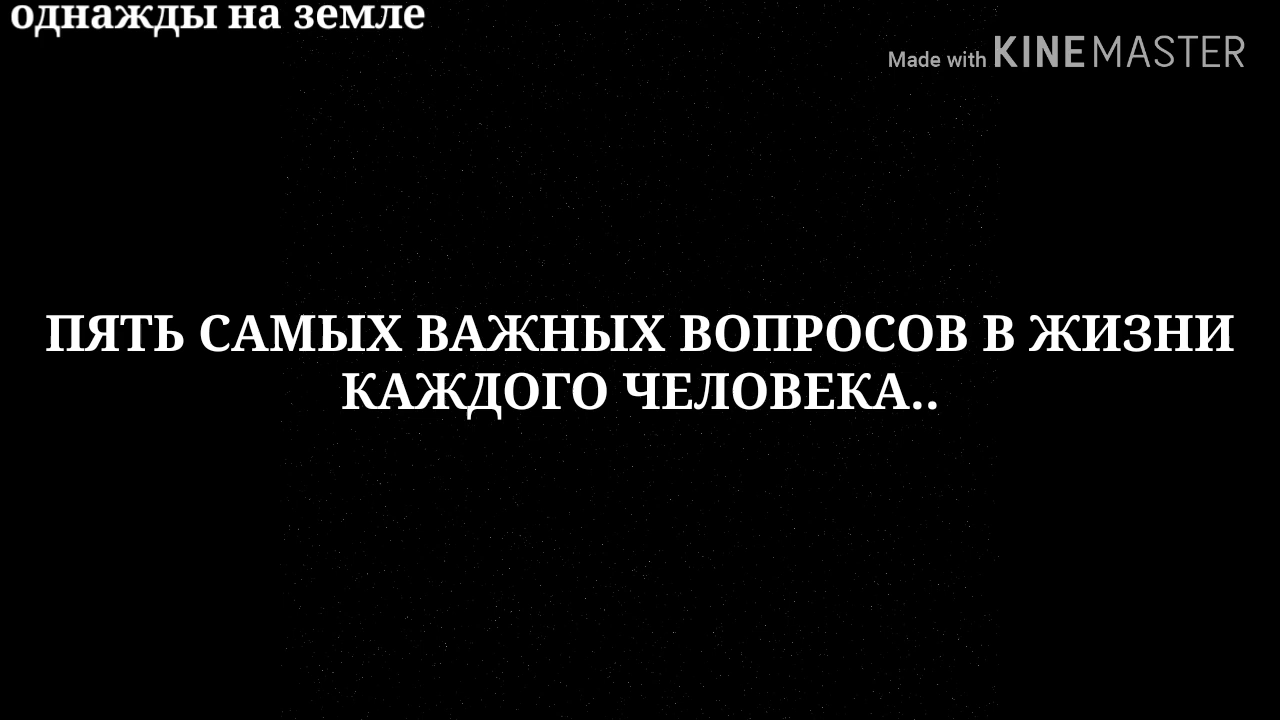 однажды на земле
Made with KINEMASTER
ПЯТЬ САМЫХ ВАЖНЫХ ВОПРОСОВ В ЖИЗНИ
КАЖДОГО ЧЕЛОВЕКА..